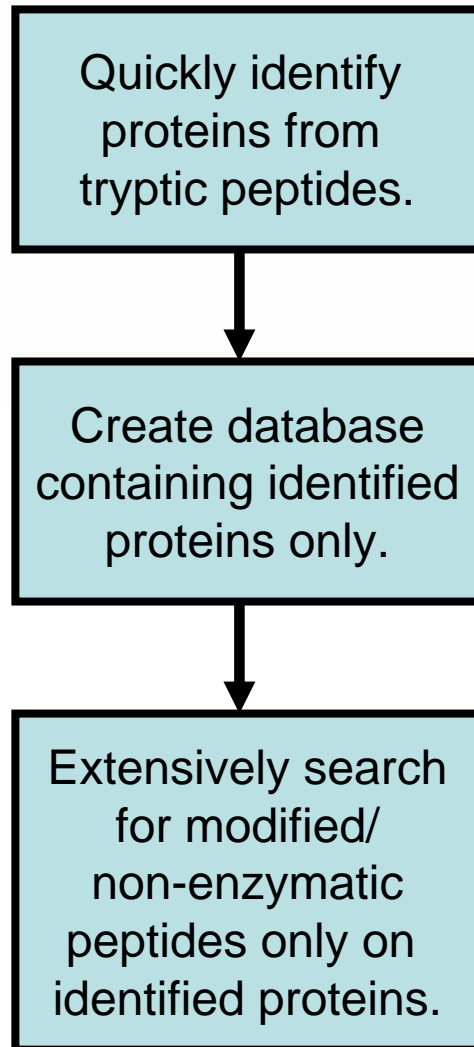 Quickly identify
proteins from
tryptic peptides.
Create database
containing identified
proteins only.
Extensively search
for modified/
non-enzymatic
peptides only on
identified proteins.